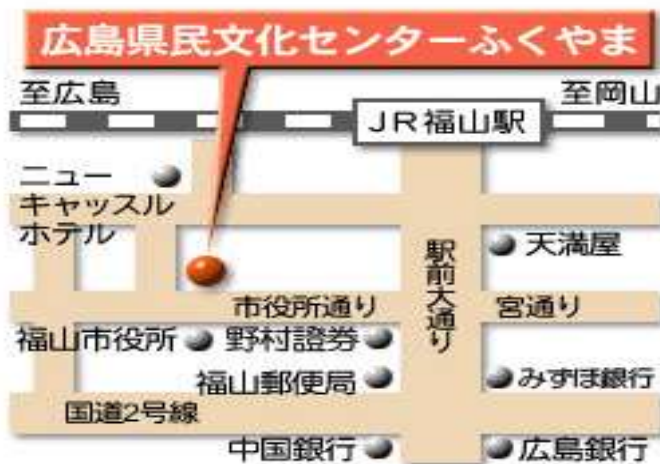 広島県民文化センターふくやま
至広島
至岡山
JR福山駅
ニュー
キャッスル
ホテル
天満屋
駅前大通り
市役所通り
宮通り
福山市役所
野村證券
福山郵便局
みずほ銀行
国道2号線
中国銀行
広島銀行